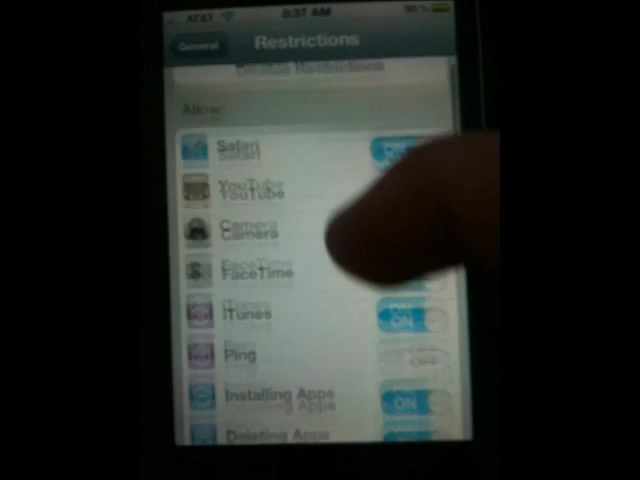 AT&T 8:37 AM
General
Restrictions
Restrictions
Allow:
Safari
YouTube
Camera
FaceTime
iTunes ON
Ping OFF
Installing Apps ON
Deleting Apps